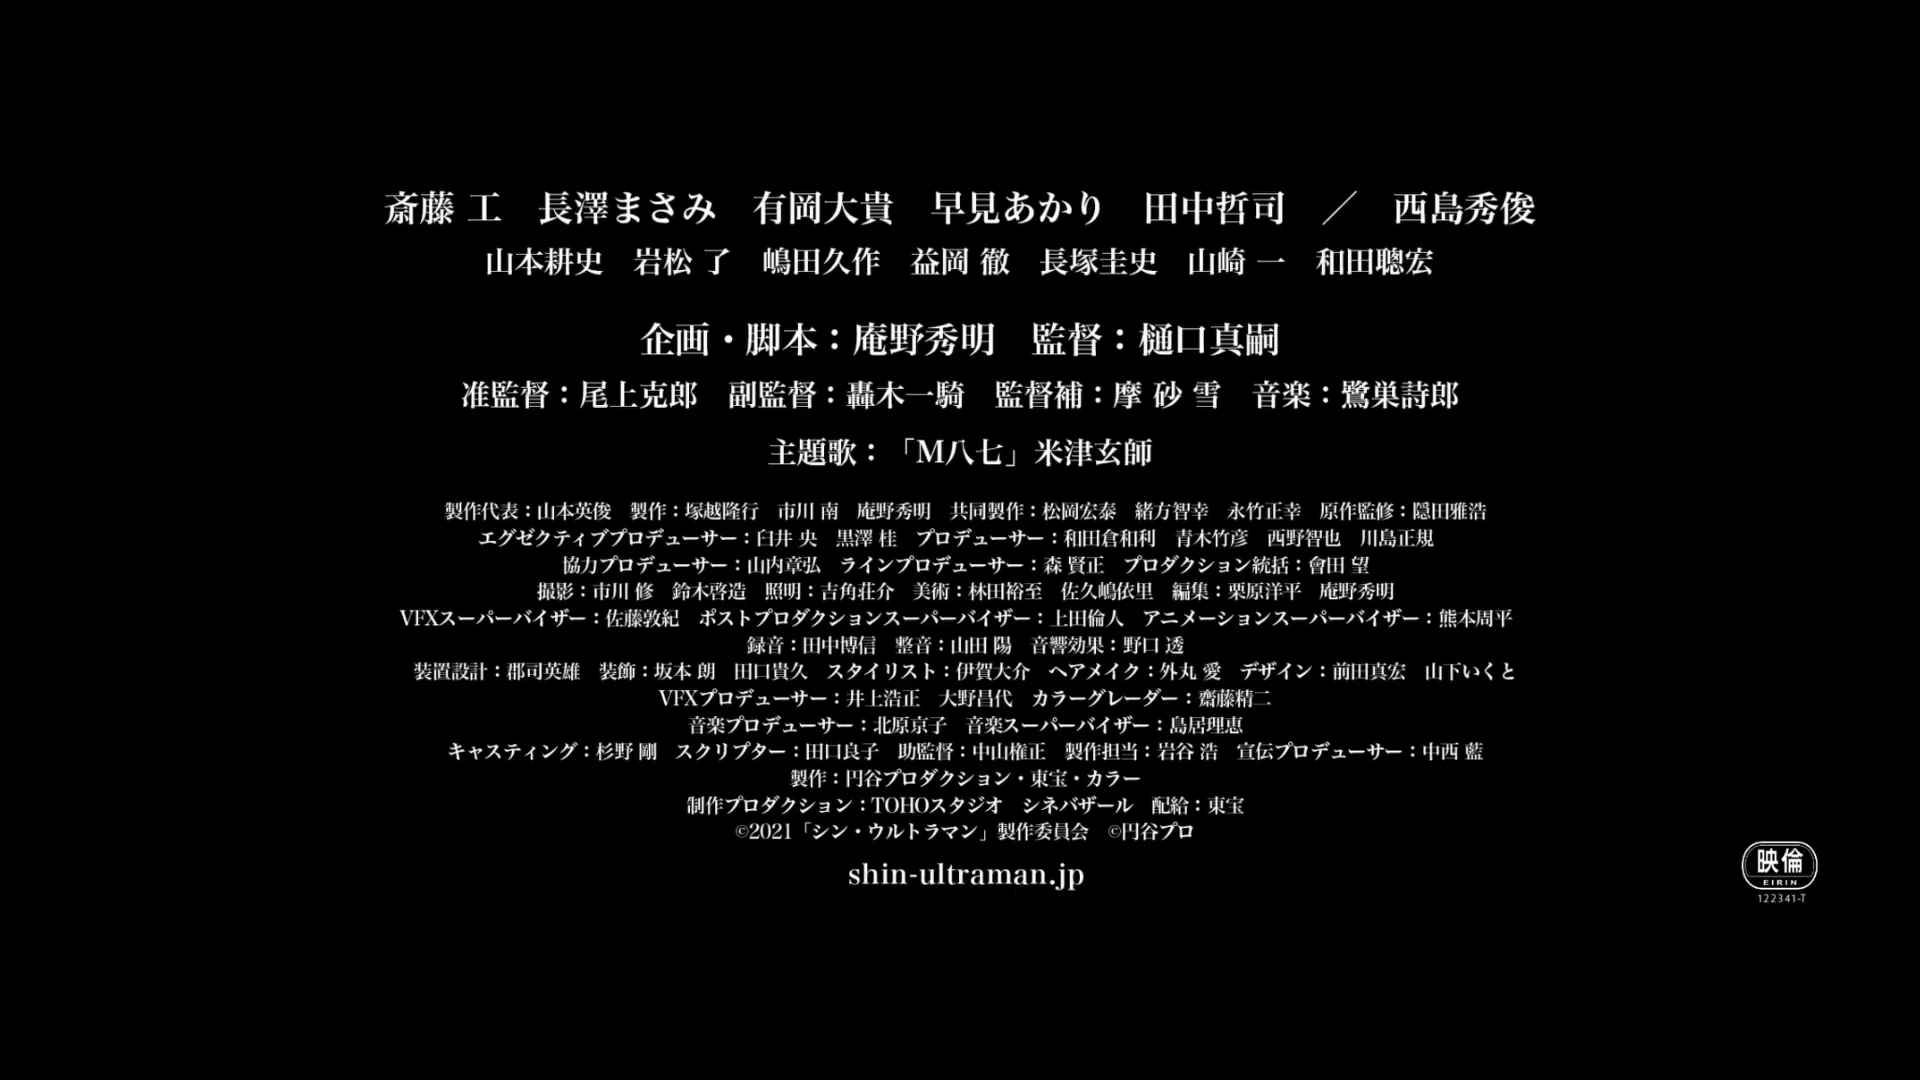 斎藤 工　長澤まさみ　有岡大貴　早見あかり　田中哲司　／　西島秀俊
山本耕史　岩松 了　嶋田久作　益岡 徹　長塚圭史　山崎 一　和田聰宏
企画・脚本：庵野秀明　監督：樋口真嗣
准監督：尾上克郎　副監督：轟木一騎　監督補：摩 砂 雪　音楽：鷺巣詩郎
主題歌：「M八七」米津玄師
製作代表：山本英俊　製作：塚越隆行　市川 南　庵野秀明　共同製作：松岡宏泰　緒方智幸　永竹正幸　原作監修：隠田雅浩
エグゼクティブプロデューサー：臼井 央　黒澤 桂　プロデューサー：和田倉和利　青木竹彦　西野智也　川島正規
協力プロデューサー：山内章弘　ラインプロデューサー：森 賢正　プロダクション統括：會田 望
撮影：市川 修　鈴木啓造　照明：吉角荘介　美術：林田裕至　佐久嶋依里　編集：栗原洋平　庵野秀明
VFXスーパーバイザー：佐藤敦紀　ポストプロダクションスーパーバイザー：上田倫人　アニメーションスーパーバイザー：熊本周平
録音：田中博信　整音：山田 陽　音響効果：野口 透
装置設計：郡司英雄　装飾：坂本 朗　田口貴久　スタイリスト：伊賀大介　ヘアメイク：外丸 愛　デザイン：前田真宏　山下いくと
VFXプロデューサー：井上浩正　大野昌代　カラーグレーダー：齋藤精二
音楽プロデューサー：北原京子　音楽スーパーバイザー：島居理恵
キャスティング：杉野 剛　スクリプター：田口良子　助監督：中山権正　製作担当：岩谷 浩　宣伝プロデューサー：中西 藍
製作：円谷プロダクション・東宝・カラー
制作プロダクション：TOHOスタジオ　シネバザール　配給：東宝
©2021「シン・ウルトラマン」製作委員会　©円谷プロ
shin-ultraman.jp
映倫
EIRIN
122341-T